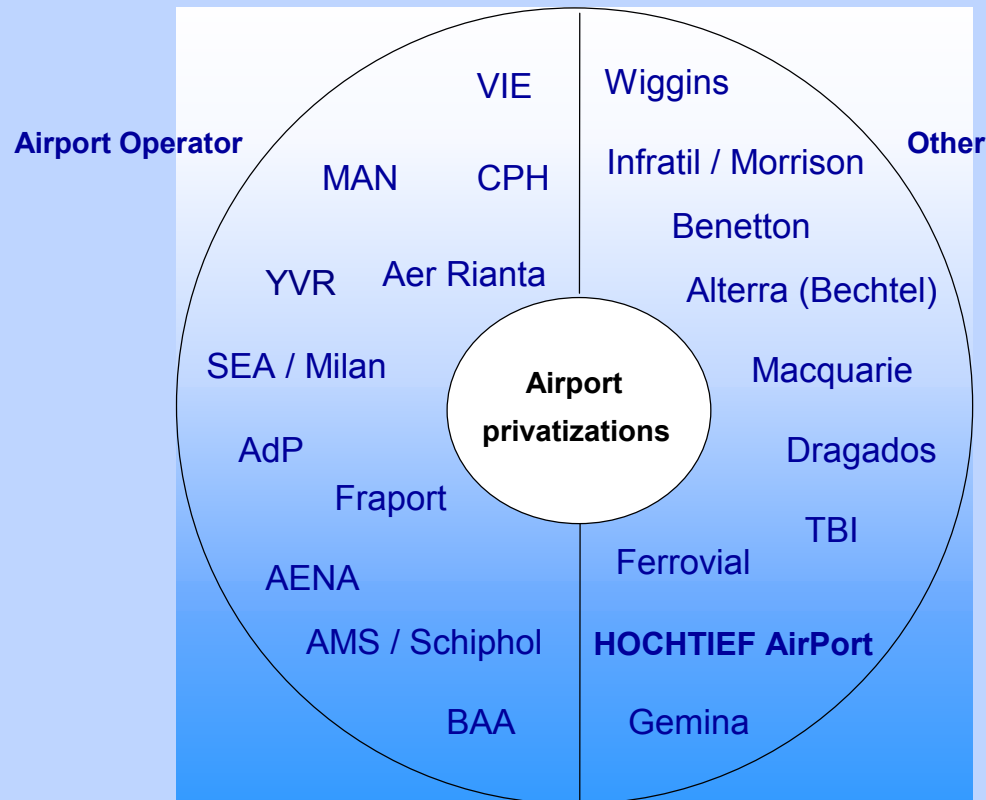 Airport Operator
VIE
MAN
CPH
YVR
Aer Rianta
SEA / Milan
AdP
Fraport
AENA
AMS / Schiphol
BAA
Airport
privatizations
Other
Wiggins
Infratil / Morrison
Benetton
Alterra (Bechtel)
Macquarie
Dragados
TBI
Ferrovial
HOCHTIEF AirPort
Gemina